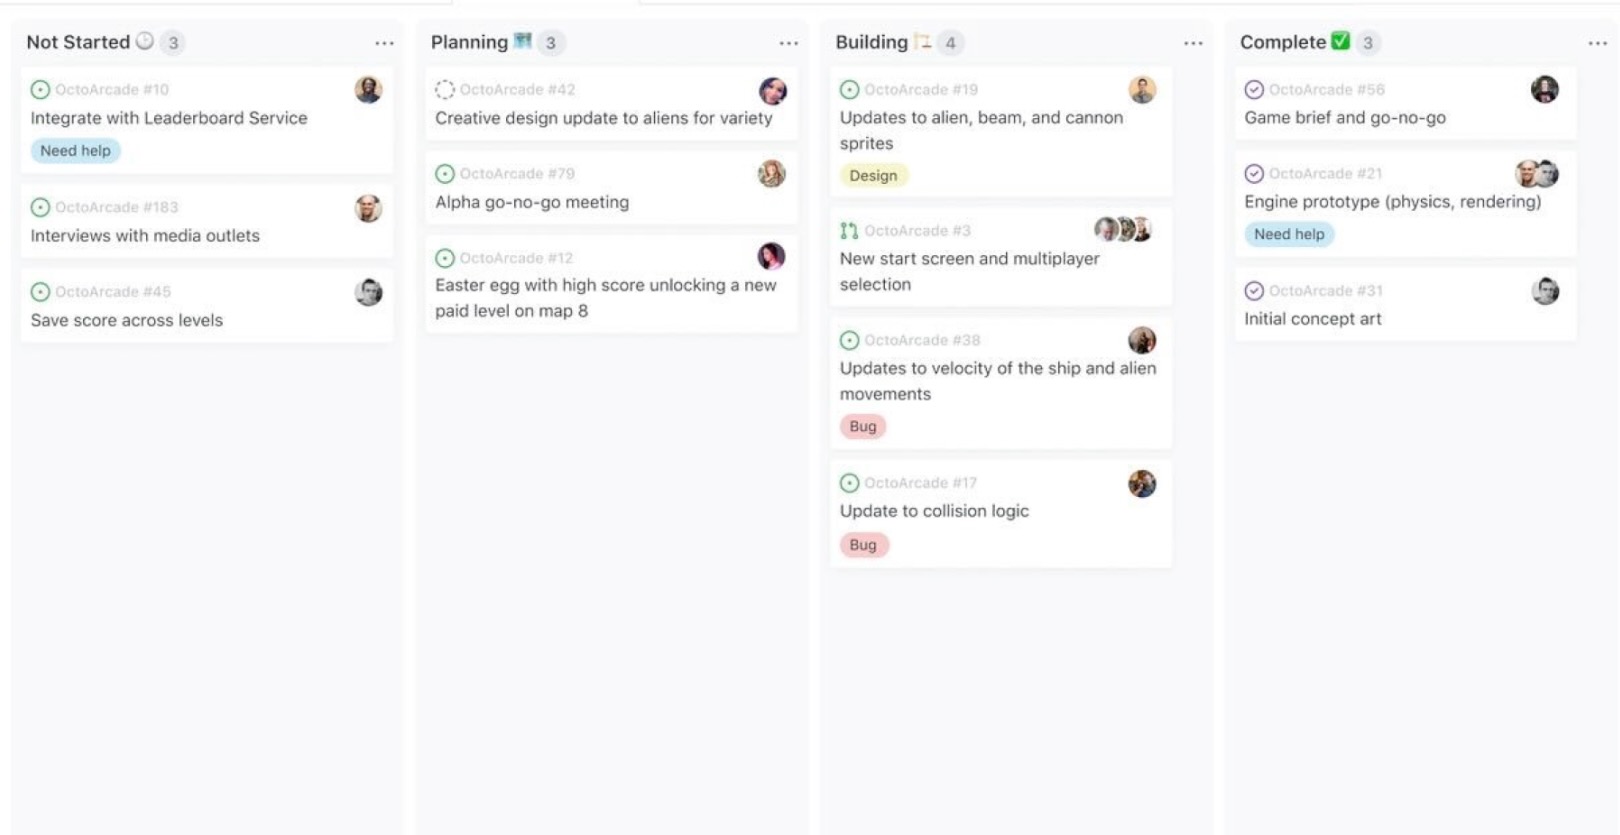 Not Started 3
OctoArcade #10
Integrate with Leaderboard Service
Need help
OctoArcade #183
Interviews with media outlets
OctoArcade #45
Save score across levels
Planning 3
OctoArcade #42
Creative design update to aliens for variety
OctoArcade #79
Alpha go-no-go meeting
OctoArcade #12
Easter egg with high score unlocking a new
paid level on map 8
Building 4
OctoArcade #19
Updates to alien, beam, and cannon
sprites
Design
OctoArcade #3
New start screen and multiplayer
selection
OctoArcade #38
Updates to velocity of the ship and alien
movements
Bug
OctoArcade #17
Update to collision logic
Bug
Complete 3
OctoArcade #56
Game brief and go-no-go
OctoArcade #21
Engine prototype (physics, rendering)
Need help
OctoArcade #31
Initial concept art